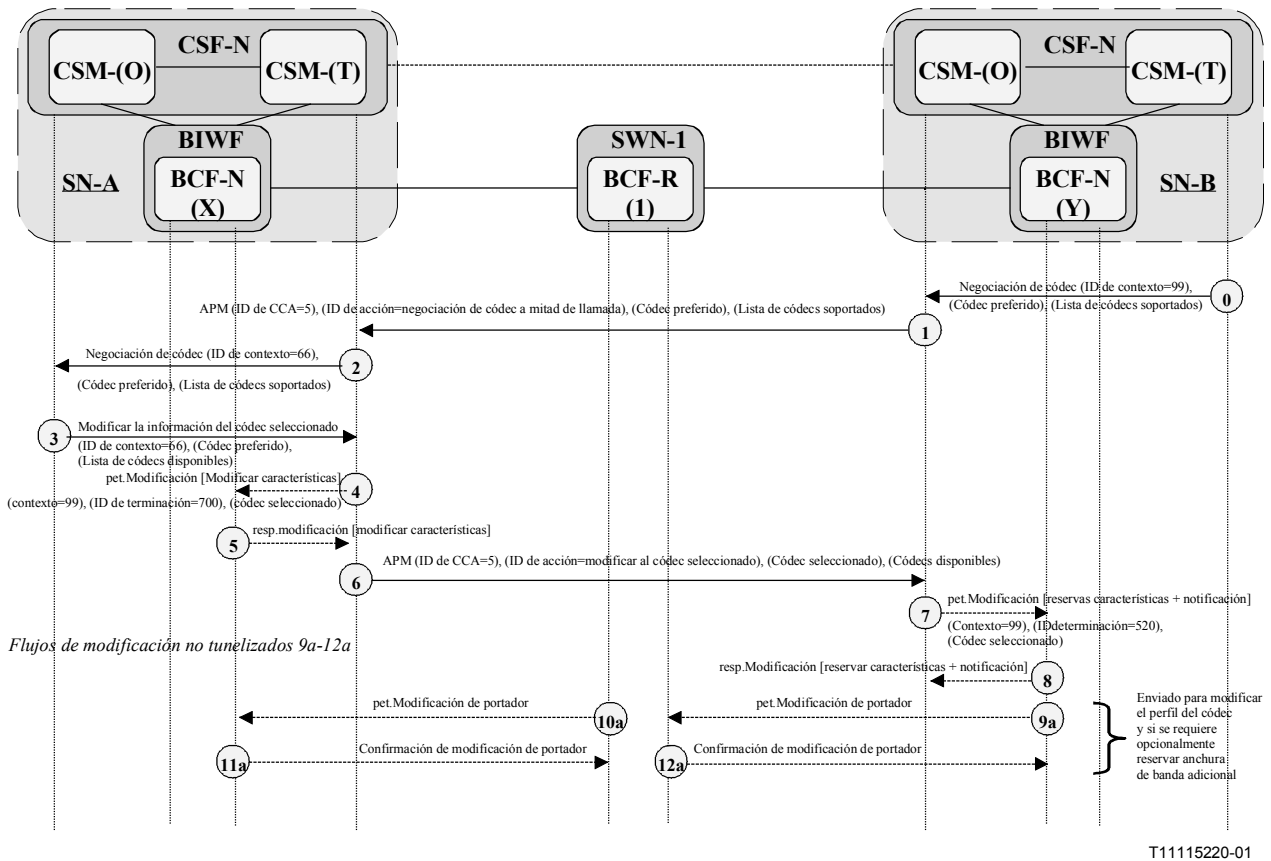 CSF-N
CSM-(O)
CSM-(T)
BIWF
SN-A
BCF-N
(X)
SWN-1
BCF-R
(1)
CSF-N
CSM-(O)
CSM-(T)
BIWF
BCF-N
(Y)
SN-B
Negociación de códec (ID de contexto=99),
(Códec preferido), (Lista de códecs soportados)
0
APM (ID de CCA=5), (ID de acción=negociación de códec a mitad de llamada), (Códec preferido), (Lista de códecs soportados)
1
Negociación de códec (ID de contexto=66),
2
(Códec preferido), (Lista de códecs soportados)
3
Modificar la información del códec seleccionado
(ID de contexto=66), (Códec preferido),
(Lista de códecs disponibles)
pet.Modificación [Modificar características]
4
(contexto=99), (ID de terminación=700), (códec seleccionado)
resp.modificación [modificar características]
5
APM (ID de CCA=5), (ID de acción=modificar al códec seleccionado), (Códec seleccionado), (Códecs disponibles)
6
7
pet.Modificación [reservas características + notificación]
(Contexto=99), (IDdeterminación=520),
(Códec seleccionado)
Flujos de modificación no tunelizados 9a-12a
resp.Modificación [reservar características + notificación]
8
pet.Modificación de portador
10a
pet.Modificación de portador
9a
Confirmación de modificación de portador
11a
Confirmación de modificación de portador
12a
Enviado para modificar
el perfil del códec
y si se requiere
opcionalmente
reservar anchura
de banda adicional
T11115220-01